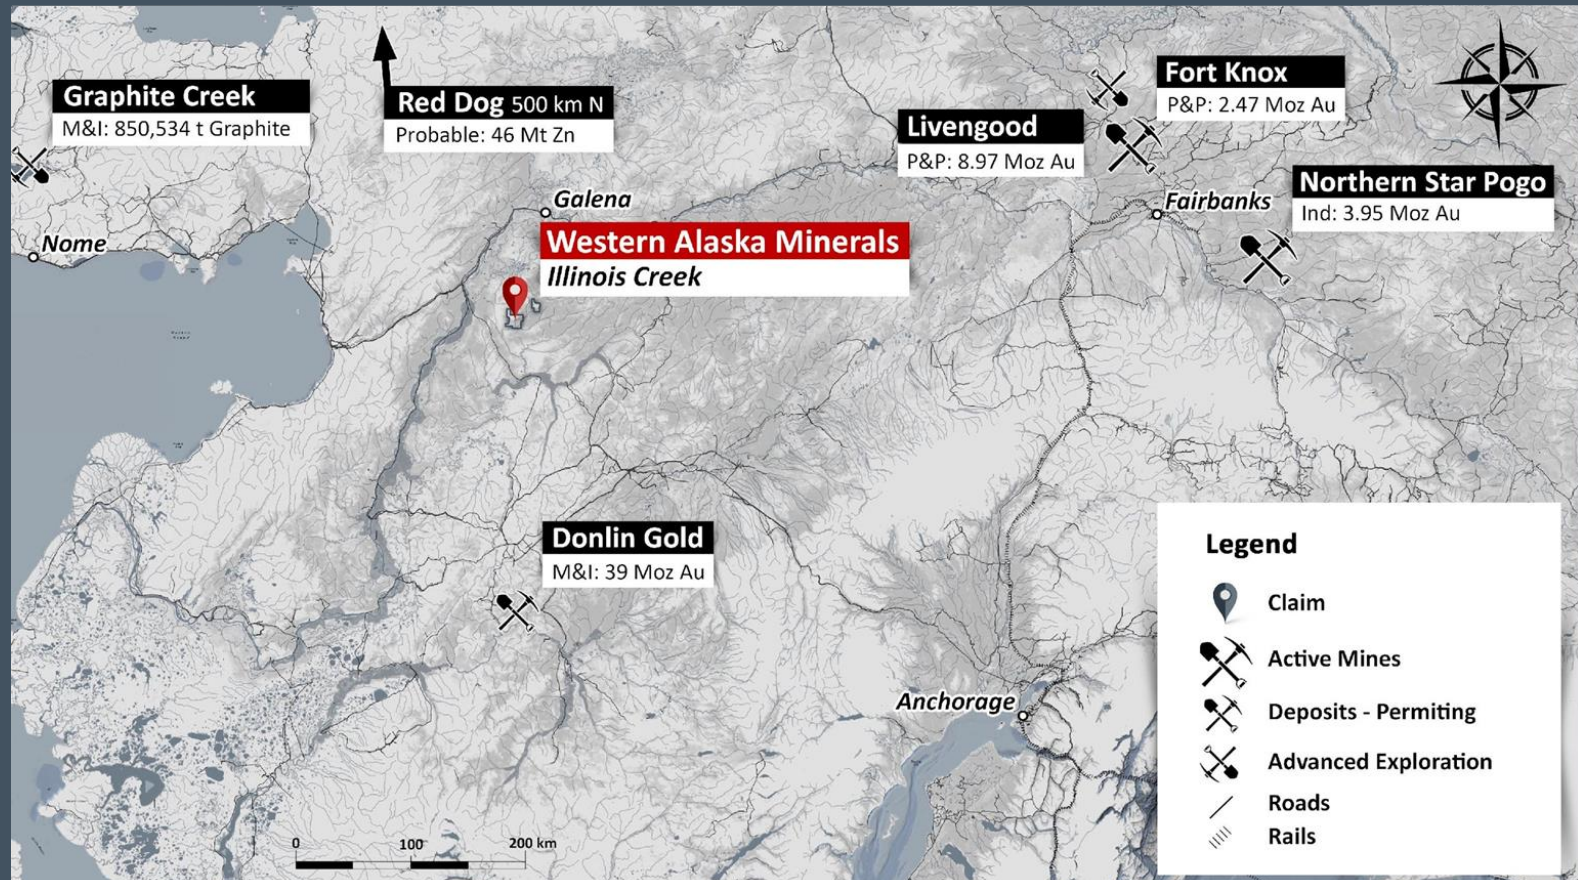 Graphite Creek
M&I: 850,534 t Graphite
Red Dog 500 km N
Probable: 46 Mt Zn
Fort Knox
P&P: 2.47 Moz Au
Livengood
P&P: 8.97 Moz Au
Northern Star Pogo
Ind: 3.95 Moz Au
Galena
Fairbanks
Nome
Western Alaska Minerals
Illinois Creek
Donlin Gold
M&I: 39 Moz Au
Anchorage
Legend
Claim
Active Mines
Deposits - Permiting
Advanced Exploration
Roads
Rails
0 100 200 km